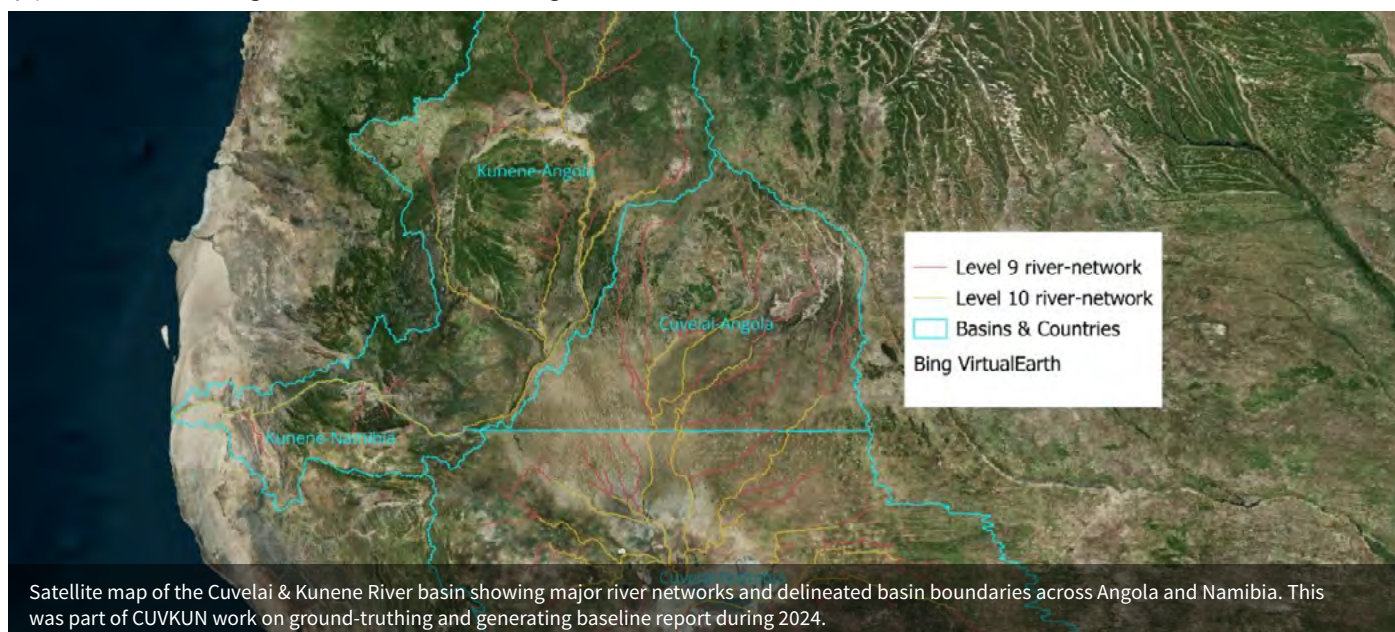 Kunene-Angola
Level 9 river-network
Level 10 river-network
Basins & Countries
Bing VirtualEarth
Cuvelai-Angola
Kunene-Namibia
Satellite map of the Cuvelai & Kunene River basin showing major river networks and delineated basin boundaries across Angola and Namibia. This
was part of CUVKUN work on ground-truthing and generating baseline report during 2024.